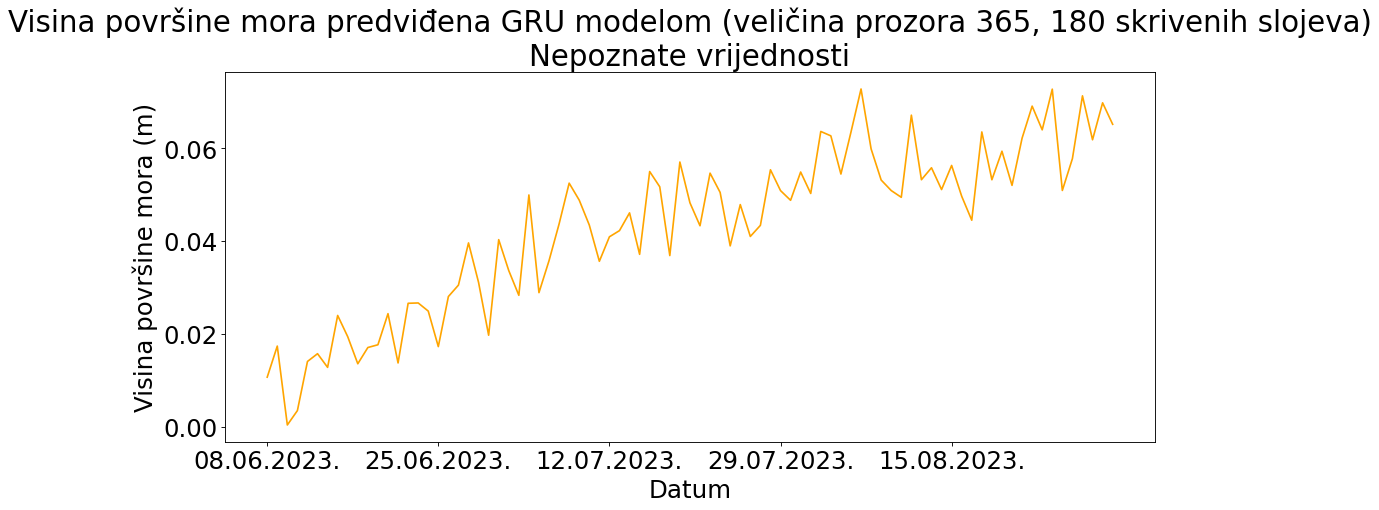 Visina površine mora predviđena GRU modelom (veličina prozora 365, 180 skrivenih slojeva)
Nepoznate vrijednosti
Visina površine mora (m)
0.06
0.04
0.02
0.00
08.06.2023. 25.06.2023. 12.07.2023. 29.07.2023. 15.08.2023.
Datum